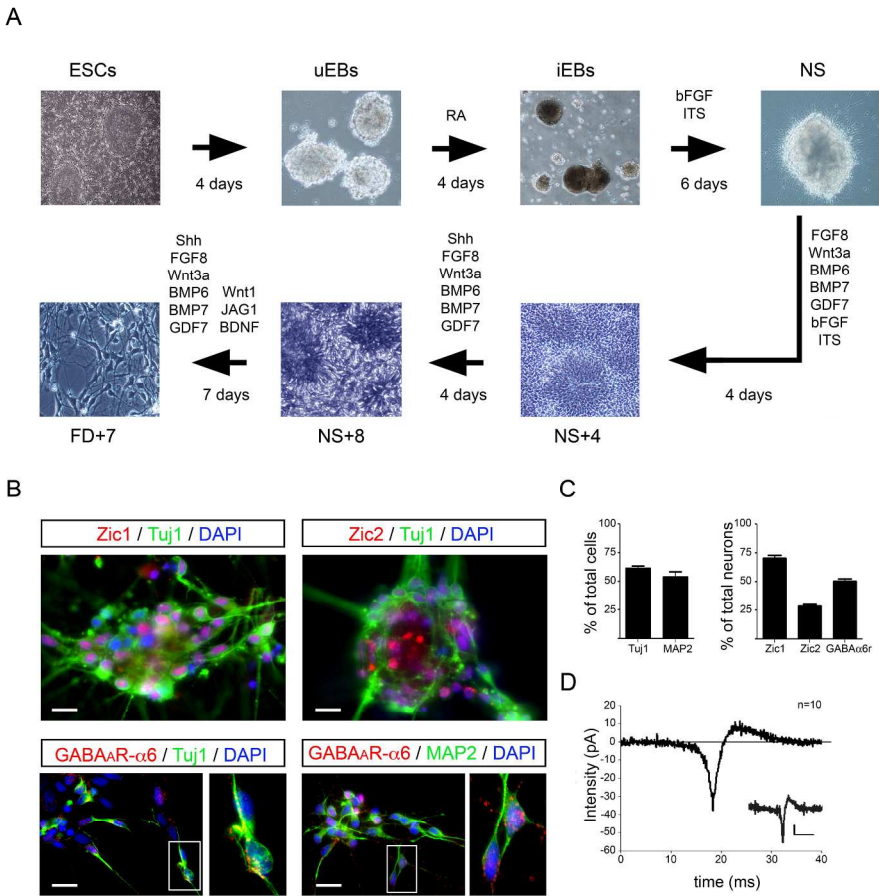 A
ESCs
uEBs
iEBs
NS
4 days
RA
4 days
bFGF
ITS
6 days
FGF8
Wnt3a
BMP6
BMP7
GDF7
bFGF
ITS
4 days
NS+4
Shh
FGF8
Wnt3a
BMP6
BMP7
GDF7
4 days
NS+8
Shh
FGF8
Wnt3a
BMP6
BMP7
GDF7
Wnt1
JAG1
BDNF
7 days
FD+7
B
Zic1 / Tuj1 / DAPI
Zic2 / Tuj1 / DAPI
GABAAR-α6 / Tuj1 / DAPI
GABAAR-α6 / MAP2 / DAPI
C
% of total cells
100
75
50
25
Tuj1 MAP2
% of total neurons
100
75
50
25
Zic1 Zic2 GABAα6r
D
n=10
Intensity (pA)
40
30
20
10
0
-10
-20
-30
-40
-50
-60
0 10 20 30 40
time (ms)